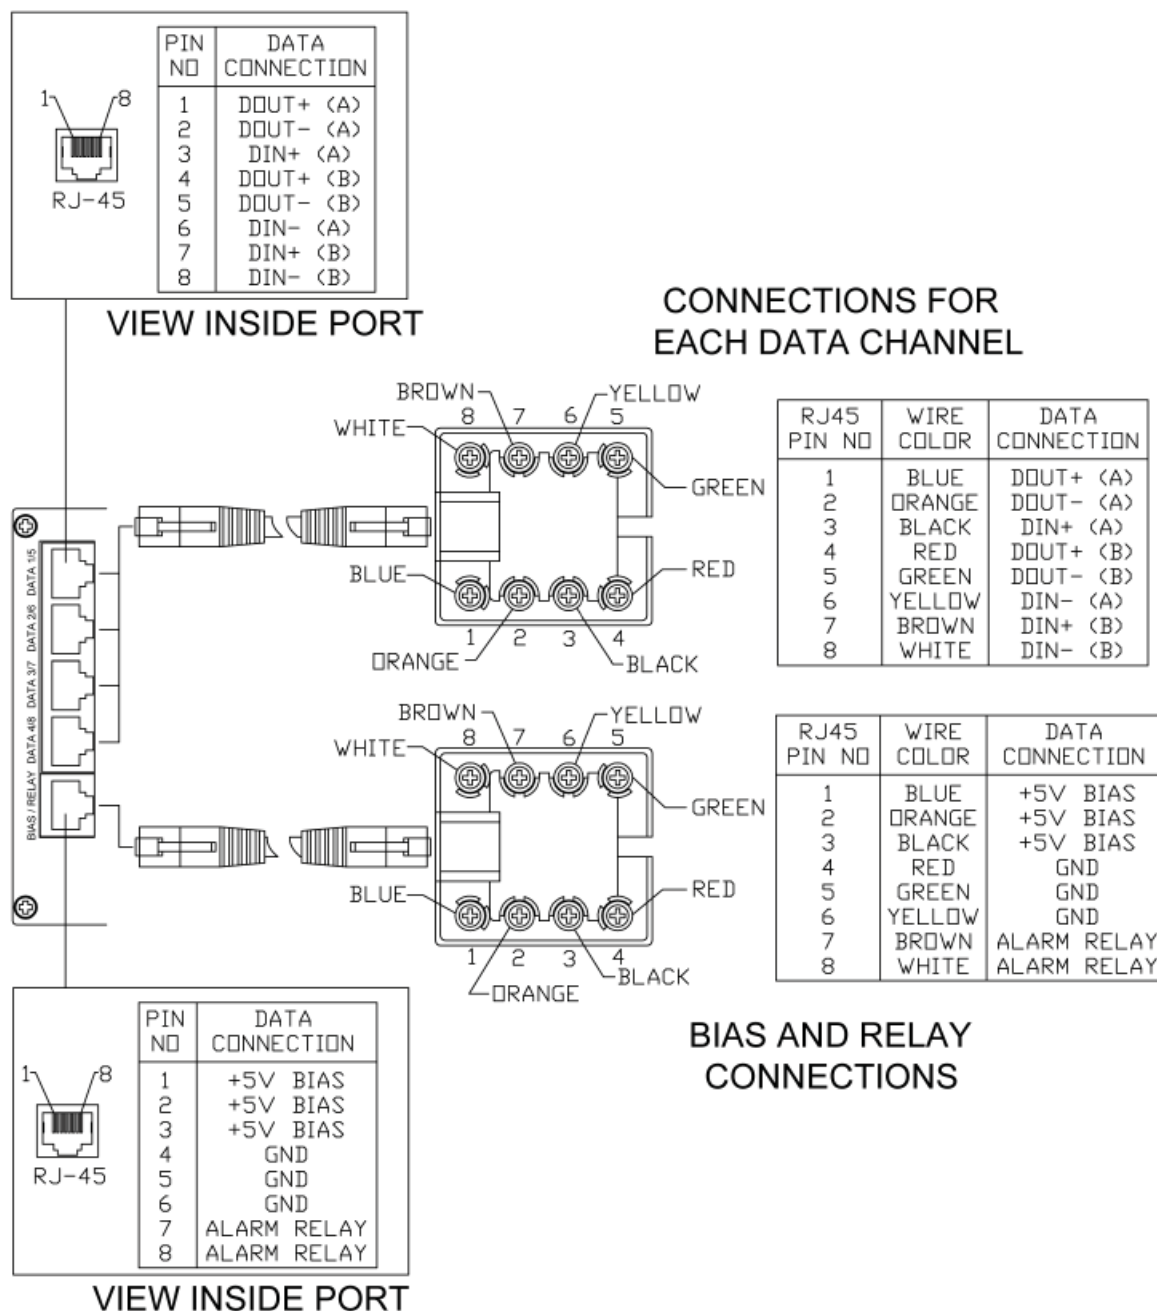 PIN NO DATA CONNECTION
1 DOUT+ (A)
2 DOUT- (A)
3 DIN+ (A)
4 DOUT+ (B)
5 DOUT- (B)
6 DIN- (A)
7 DIN+ (B)
8 DIN- (B)
1 8
RJ-45
VIEW INSIDE PORT
CONNECTIONS FOR
EACH DATA CHANNEL
BROWN YELLOW
8 7 6 5
WHITE
GREEN
BLUE RED
1 2 3 4
ORANGE BLACK
RJ45 PIN NO WIRE COLOR DATA CONNECTION
1 BLUE DOUT+ (A)
2 ORANGE DOUT- (A)
3 BLACK DIN+ (A)
4 RED DOUT+ (B)
5 GREEN DOUT- (B)
6 YELLOW DIN- (A)
7 BROWN DIN+ (B)
8 WHITE DIN- (B)
DATA 1/5
DATA 2/6
DATA 3/7
DATA 4/8
BIAS / RELAY
BROWN YELLOW
8 7 6 5
WHITE
GREEN
BLUE RED
1 2 3 4
ORANGE BLACK
RJ45 PIN NO WIRE COLOR DATA CONNECTION
1 BLUE +5V BIAS
2 ORANGE +5V BIAS
3 BLACK +5V BIAS
4 RED GND
5 GREEN GND
6 YELLOW GND
7 BROWN ALARM RELAY
8 WHITE ALARM RELAY
BIAS AND RELAY
CONNECTIONS
PIN NO DATA CONNECTION
1 +5V BIAS
2 +5V BIAS
3 +5V BIAS
4 GND
5 GND
6 GND
7 ALARM RELAY
8 ALARM RELAY
1 8
RJ-45
VIEW INSIDE PORT